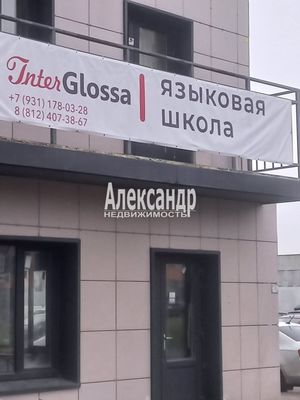 InterGlossa
+7 (931) 178-03-28
8 (812) 407-38-67
языковая
школа
Александр
НЕДВИЖИМОСТЬ